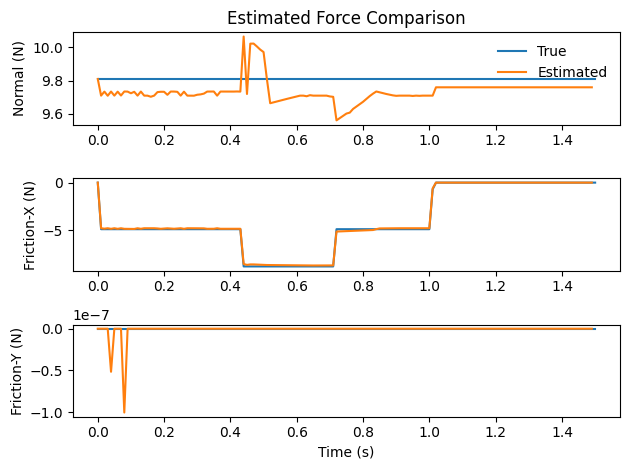 Estimated Force Comparison
Normal (N)
10.0
9.8
9.6
True
Estimated
0.0 0.2 0.4 0.6 0.8 1.0 1.2 1.4
Friction-X (N)
0
−5
0.0 0.2 0.4 0.6 0.8 1.0 1.2 1.4
1e−7
Friction-Y (N)
0.0
−0.5
−1.0
0.0 0.2 0.4 0.6 0.8 1.0 1.2 1.4
Time (s)